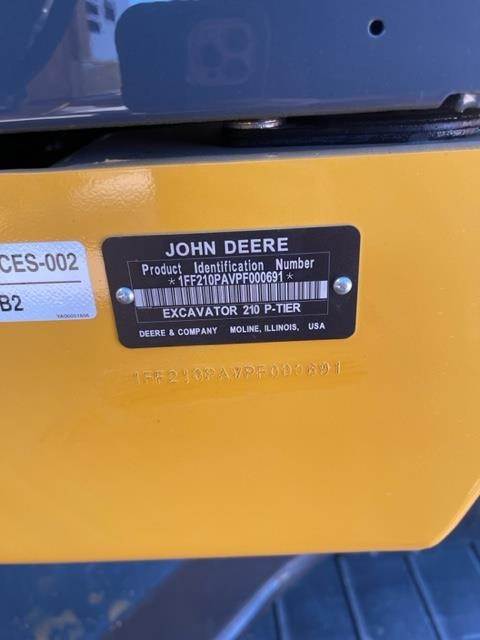 CES-002
B2
JOHN DEERE
Product Identification Number
*1FF210PAVPF000691*
EXCAVATOR 210 P-TIER
DEERE & COMPANY MOLINE, ILLINOIS, USA
1FF210PAVPF000691